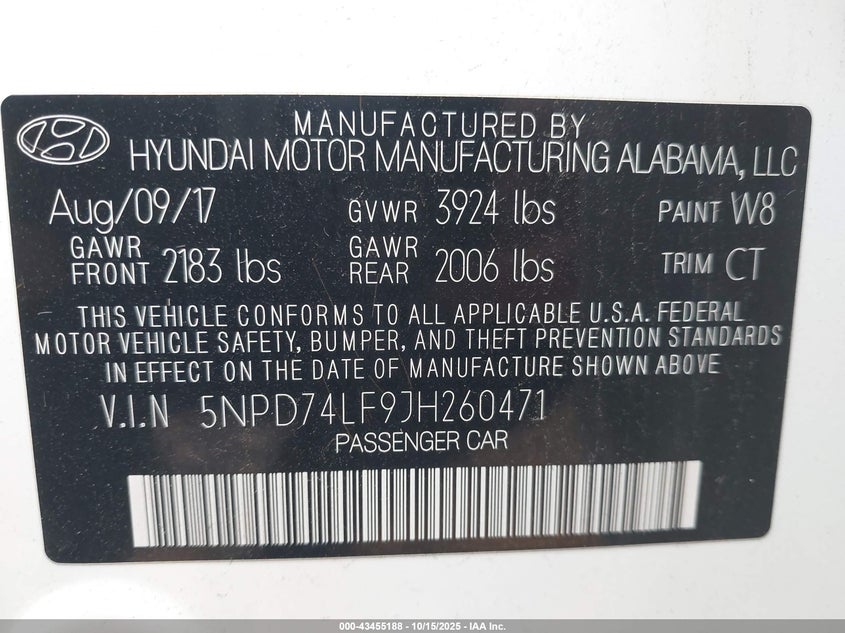 MANUFACTURED BY
HYUNDAI MOTOR MANUFACTURING ALABAMA, LLC
Aug/09/17 GVWR 3924 lbs PAINT W8
GAWR FRONT 2183 lbs GAWR REAR 2006 lbs TRIM CT
THIS VEHICLE CONFORMS TO ALL APPLICABLE U.S.A. FEDERAL
MOTOR VEHICLE SAFETY, BUMPER, AND THEFT PREVENTION STANDARDS
IN EFFECT ON THE DATE OF MANUFACTURE SHOWN ABOVE
V.I.N 5NPD74LF9JH260471
PASSENGER CAR
000-43455188 - 10/15/2025 - IAA Inc.